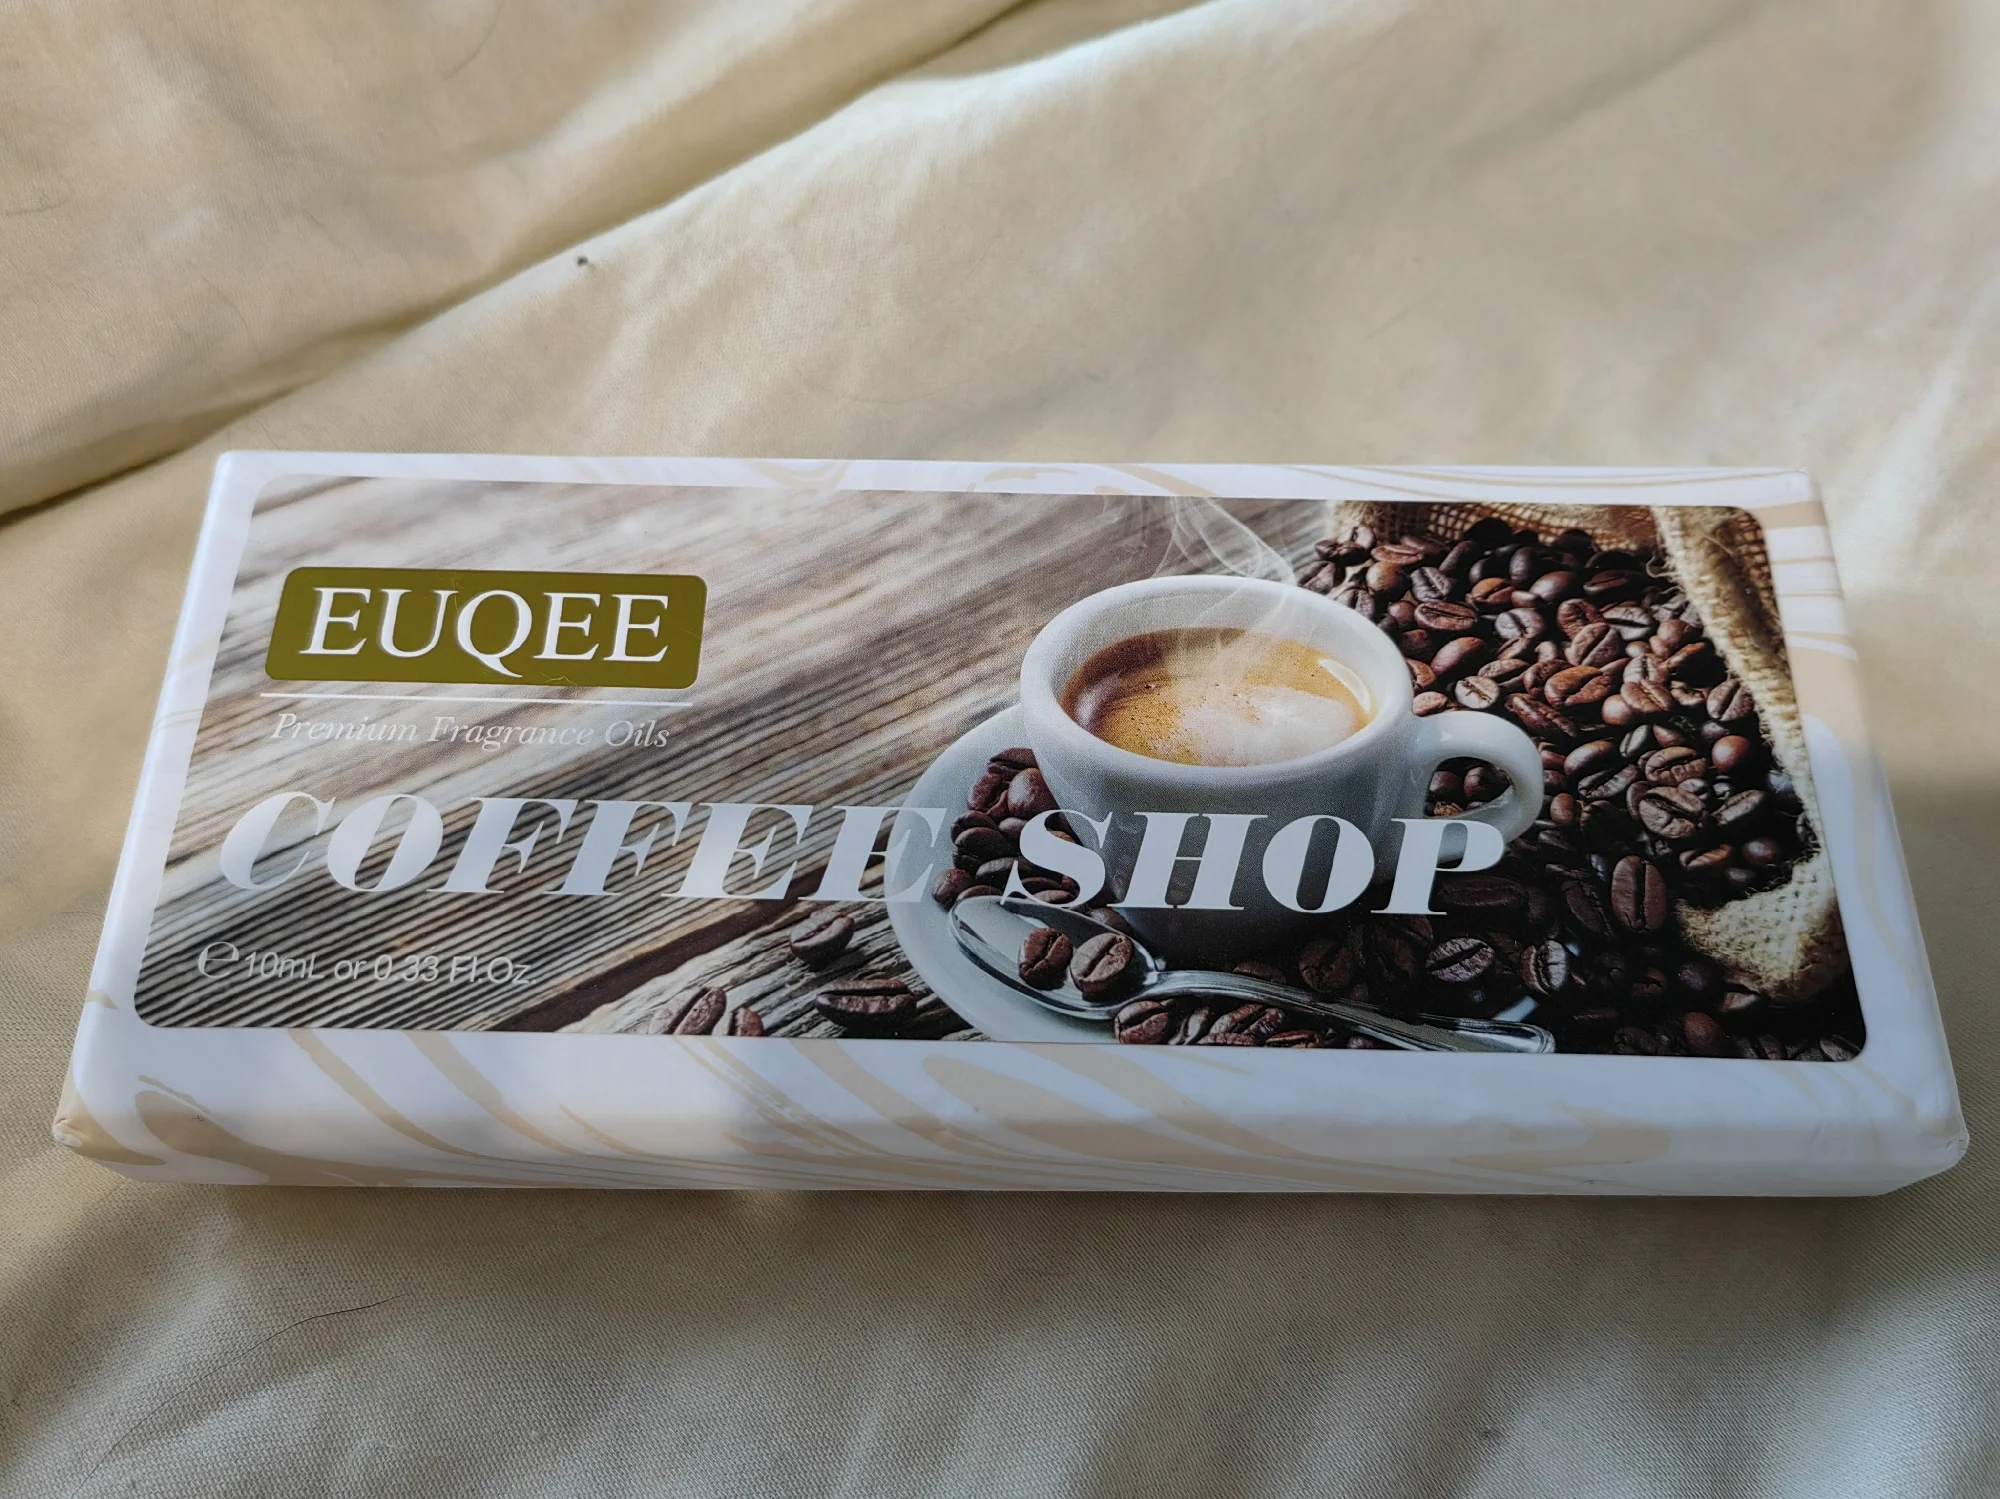 EUQEE
Premium Fragrance Oils
COFFEE SHOP
℮10mL or 0.33 Fl.Oz.